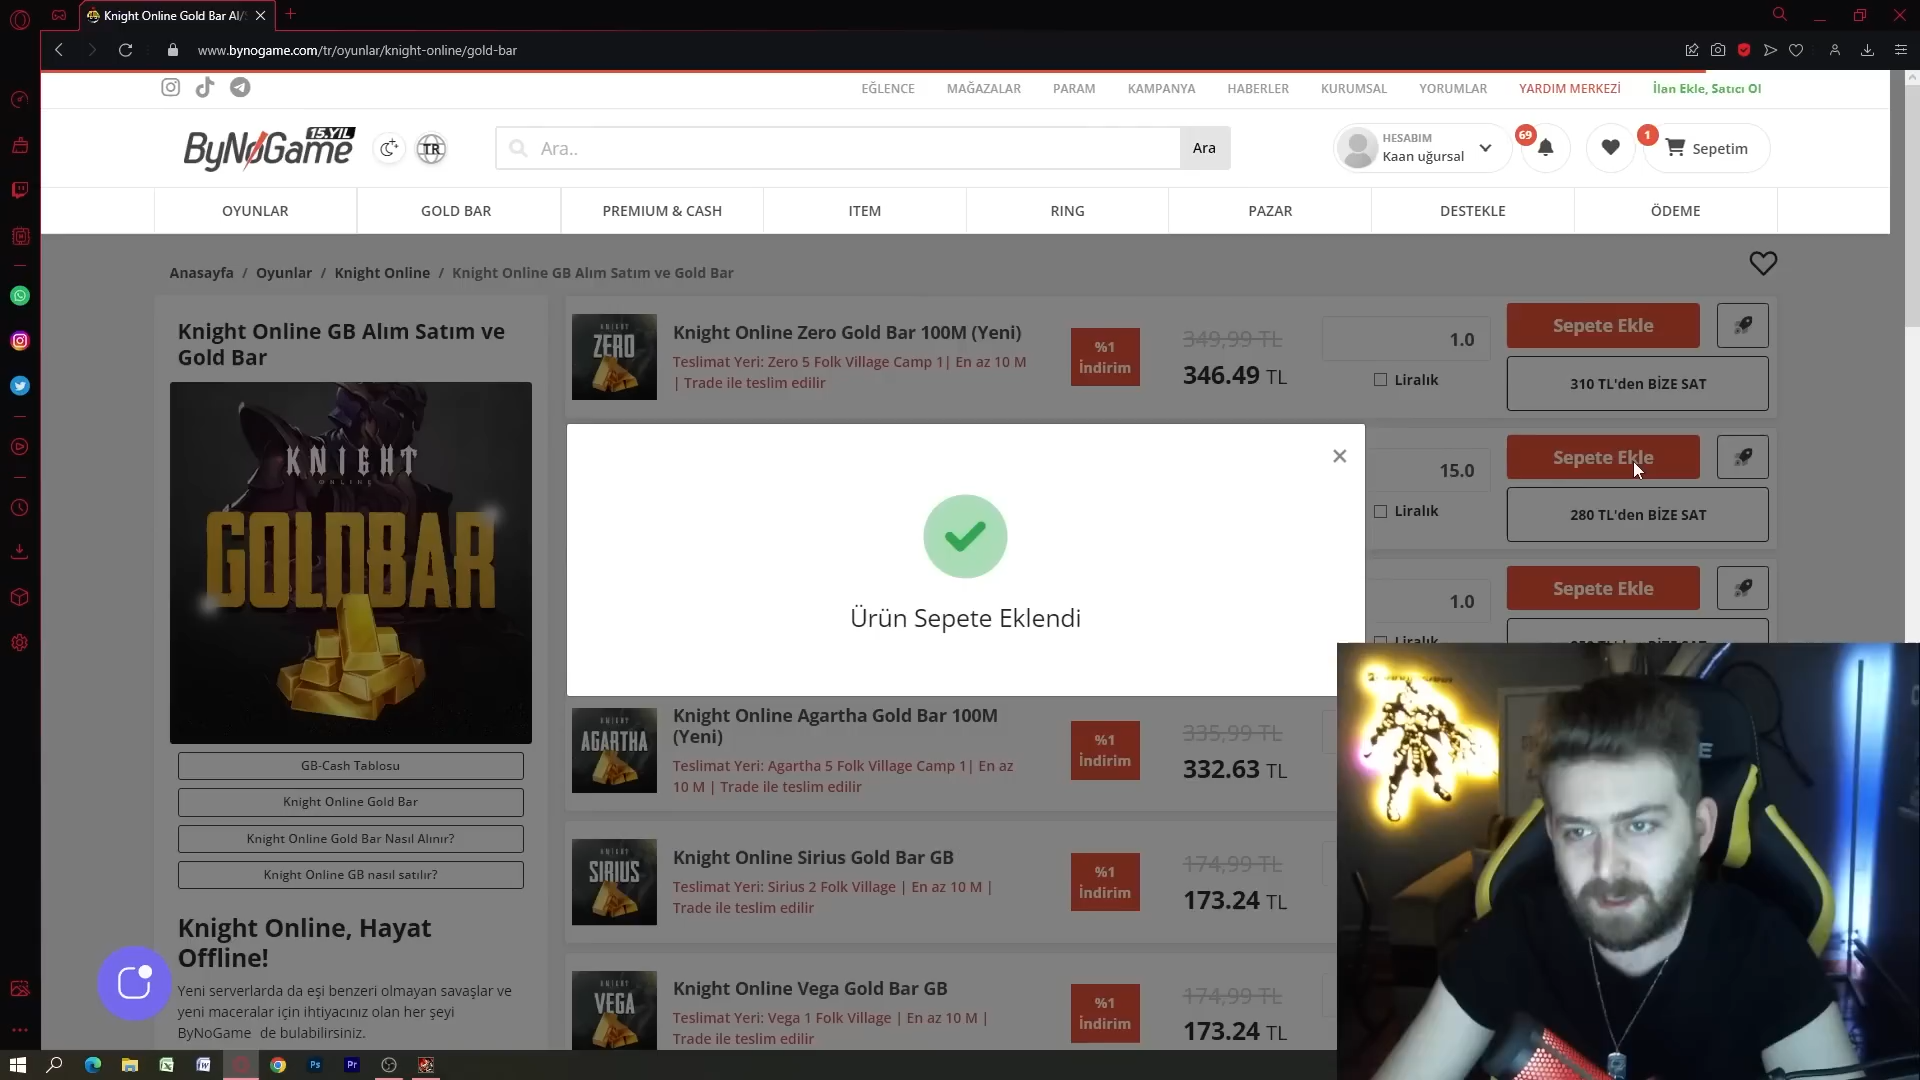 Knight Online Gold Bar Al/
www.bynogame.com/tr/oyunlar/knight-online/gold-bar
EĞLENCE
MAĞAZALAR
PARAM
KAMPANYA
HABERLER
KURUMSAL
YORUMLAR
YARDIM MERKEZİ
İlan Ekle, Satıcı Ol
ByNoGame 15.YIL
TR
Ara..
Ara
HESABIM
Kaan uğursal
69
1
Sepetim
OYUNLAR
GOLD BAR
PREMIUM & CASH
ITEM
RING
PAZAR
DESTEKLE
ÖDEME
Anasayfa / Oyunlar / Knight Online / Knight Online GB Alım Satım ve Gold Bar
Knight Online GB Alım Satım ve
Gold Bar
KNIGHT
ONLINE
GOLDBAR
GB-Cash Tablosu
Knight Online Gold Bar
Knight Online Gold Bar Nasıl Alınır?
Knight Online GB nasıl satılır?
Knight Online, Hayat
Offline!
Yeni serverlarda da eşi benzeri olmayan savaşlar ve
yeni maceralar için ihtiyacınız olan her şeyi
ByNoGame de bulabilirsiniz.
KNIGHT
ZERO
Knight Online Zero Gold Bar 100M (Yeni)
Teslimat Yeri: Zero 5 Folk Village Camp 1| En az 10 M
| Trade ile teslim edilir
%1
İndirim
349,99 TL
346.49 TL
1.0
Liralık
Sepete Ekle
310 TL'den BİZE SAT
15.0
Liralık
Sepete Ekle
280 TL'den BİZE SAT
1.0
Liralık
Sepete Ekle
Ürün Sepete Eklendi
KNIGHT
AGARTHA
Knight Online Agartha Gold Bar 100M
(Yeni)
Teslimat Yeri: Agartha 5 Folk Village Camp 1| En az
10 M | Trade ile teslim edilir
%1
İndirim
335,99 TL
332.63 TL
KNIGHT
SIRIUS
Knight Online Sirius Gold Bar GB
Teslimat Yeri: Sirius 2 Folk Village | En az 10 M |
Trade ile teslim edilir
%1
İndirim
174,99 TL
173.24 TL
KNIGHT
VEGA
Knight Online Vega Gold Bar GB
Teslimat Yeri: Vega 1 Folk Village | En az 10 M |
Trade ile teslim edilir
%1
İndirim
174,99 TL
173.24 TL
Ps
Pr